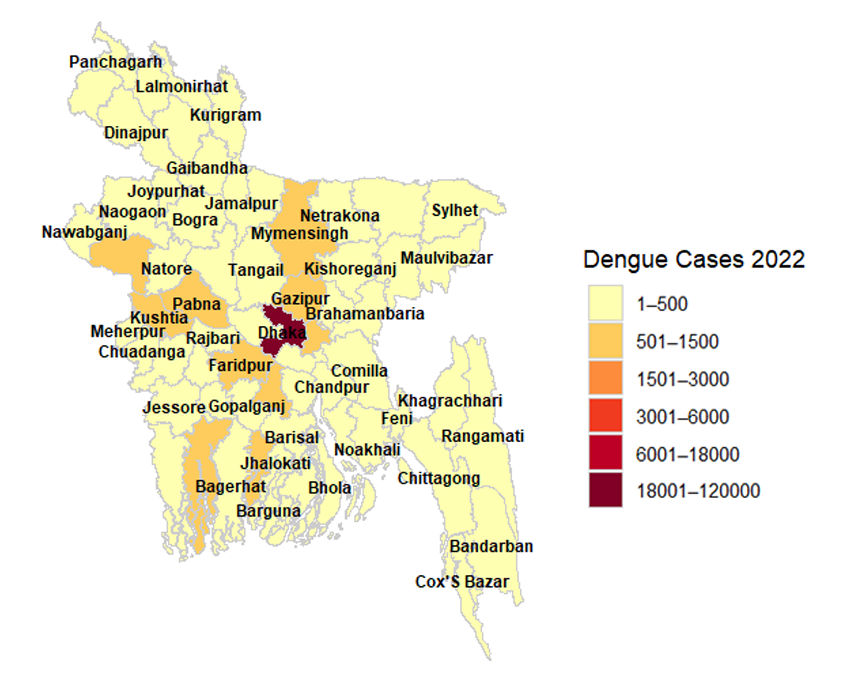 Panchagarh
Lalmonirhat
Kurigram
Dinajpur
Gaibandha
Joypurhat
Jamalpur
Naogaon
Bogra
Netrakona
Sylhet
Nawabganj
Mymensingh
Maulvibazar
Natore
Tangail
Kishoreganj
Pabna
Gazipur
Kushtia
Brahamanbaria
Meherpur
Rajbari
Dhaka
Chuadanga
Faridpur
Comilla
Chandpur
Jessore
Gopalganj
Khagrachhari
Feni
Barisal
Rangamati
Noakhali
Jhalokati
Chittagong
Bagerhat
Bhola
Barguna
Bandarban
Cox'S Bazar
Dengue Cases 2022
1–500
501–1500
1501–3000
3001–6000
6001–18000
18001–120000